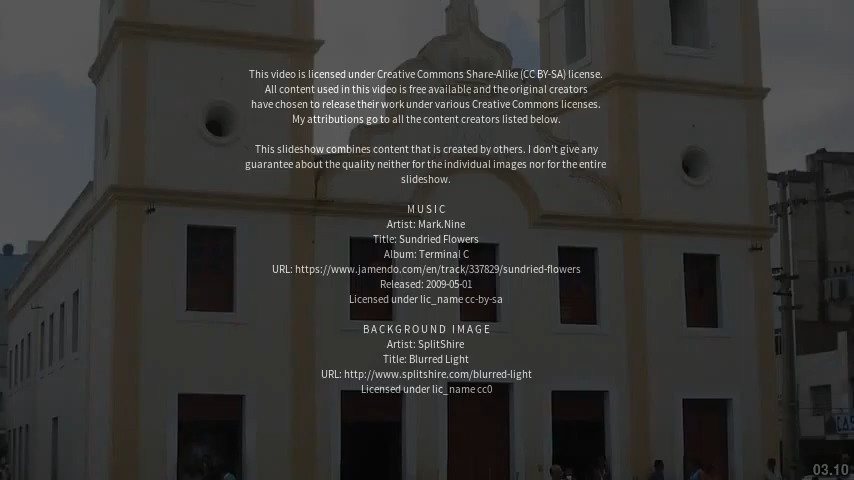 This video is licensed under Creative Commons Share-Alike (CC BY-SA) license.
All content used in this video is free available and the original creators
have chosen to release their work under various Creative Commons licenses.
My attributions go to all the content creators listed below.
This slideshow combines content that is created by others. I don't give any
guarantee about the quality neither for the individual images nor for the entire
slideshow.
MUSIC
Artist: Mark.Nine
Title: Sundried Flowers
Album: Terminal C
URL: https://www.jamendo.com/en/track/337829/sundried-flowers
Released: 2009-05-01
Licensed under lic_name cc-by-sa
BACKGROUND IMAGE
Artist: SplitShire
Title: Blurred Light
URL: http://www.splitshire.com/blurred-light
Licensed under lic_name cc0
03.10